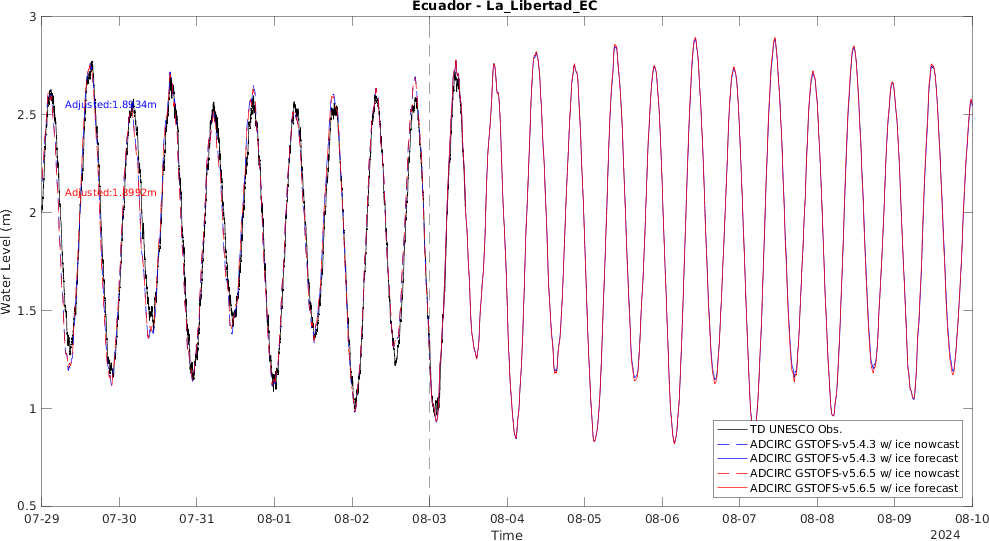 Ecuador - La_Libertad_EC
3
2.5
2
1.5
1
0.5
Water Level (m)
Adjusted:1.8934m
Adjusted:1.8992m
TD UNESCO Obs.
ADCIRC GSTOFS-v5.4.3 w/ ice nowcast
ADCIRC GSTOFS-v5.4.3 w/ ice forecast
ADCIRC GSTOFS-v5.6.5 w/ ice nowcast
ADCIRC GSTOFS-v5.6.5 w/ ice forecast
07-29 07-30 07-31 08-01 08-02 08-03 08-04 08-05 08-06 08-07 08-08 08-09 08-10
Time
2024